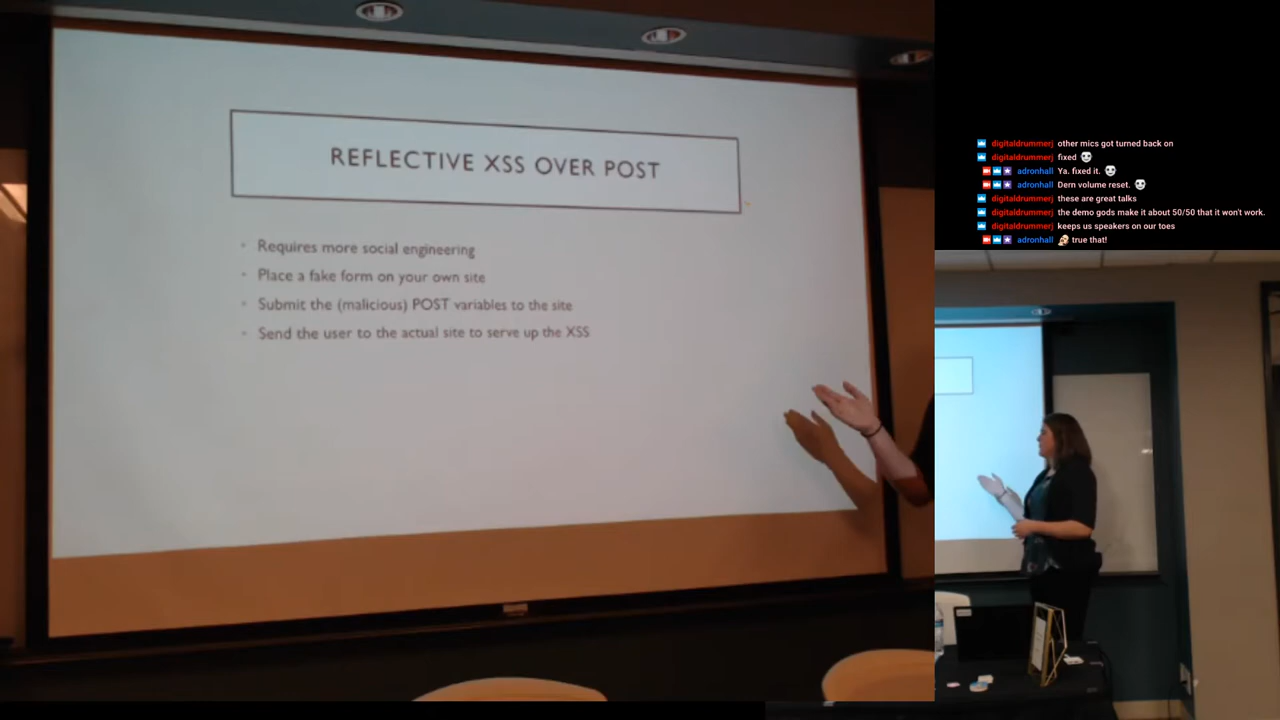 REFLECTIVE XSS OVER POST
Requires more social engineering
Place a fake form on your own site
Submit the (malicious) POST variables to the site
Send the user to the actual site to serve up the XSS
digitaldrummerj other mics got turned back on
digitaldrummerj fixed
adronhall Ya. fixed it.
adronhall Dern volume reset.
digitaldrummerj these are great talks
digitaldrummerj the demo gods make it about 50/50 that it won't work.
digitaldrummerj keeps us speakers on our toes
adronhall true that!